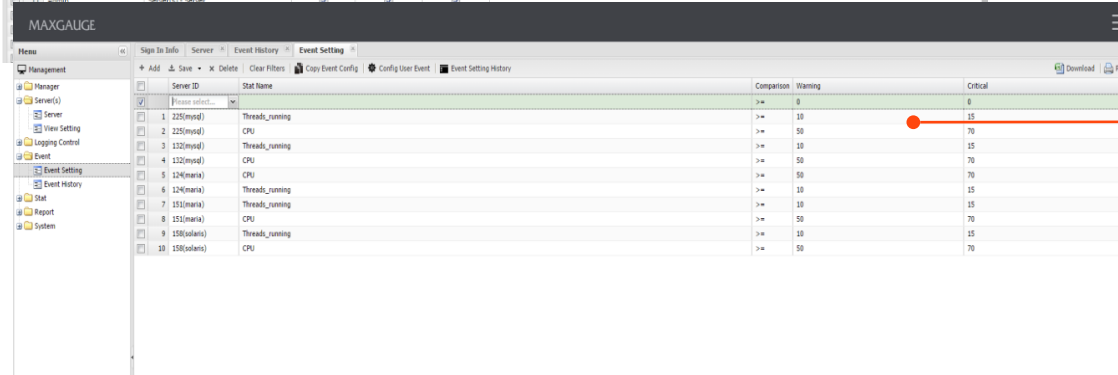 MAXGAUGE
Menu
Sign In Info Server Event History Event Setting
Management
+ Add Save Delete Clear Filters Copy Event Config Config User Event Event Setting History Download
Manager
Server(s)
Server
View Setting
Logging Control
Event
Event Setting
Event History
Stat
Report
System
Server ID Stat Name Comparison Warning Critical
Please select... >= 0 0
1 225(mysql) Threads_running >= 10 15
2 225(mysql) CPU >= 50 70
3 132(mysql) Threads_running >= 10 15
4 132(mysql) CPU >= 50 70
5 124(maria) CPU >= 50 70
6 124(maria) Threads_running >= 10 15
7 151(maria) Threads_running >= 10 15
8 151(maria) CPU >= 50 70
9 158(solaris) Threads_running >= 10 15
10 158(solaris) CPU >= 50 70